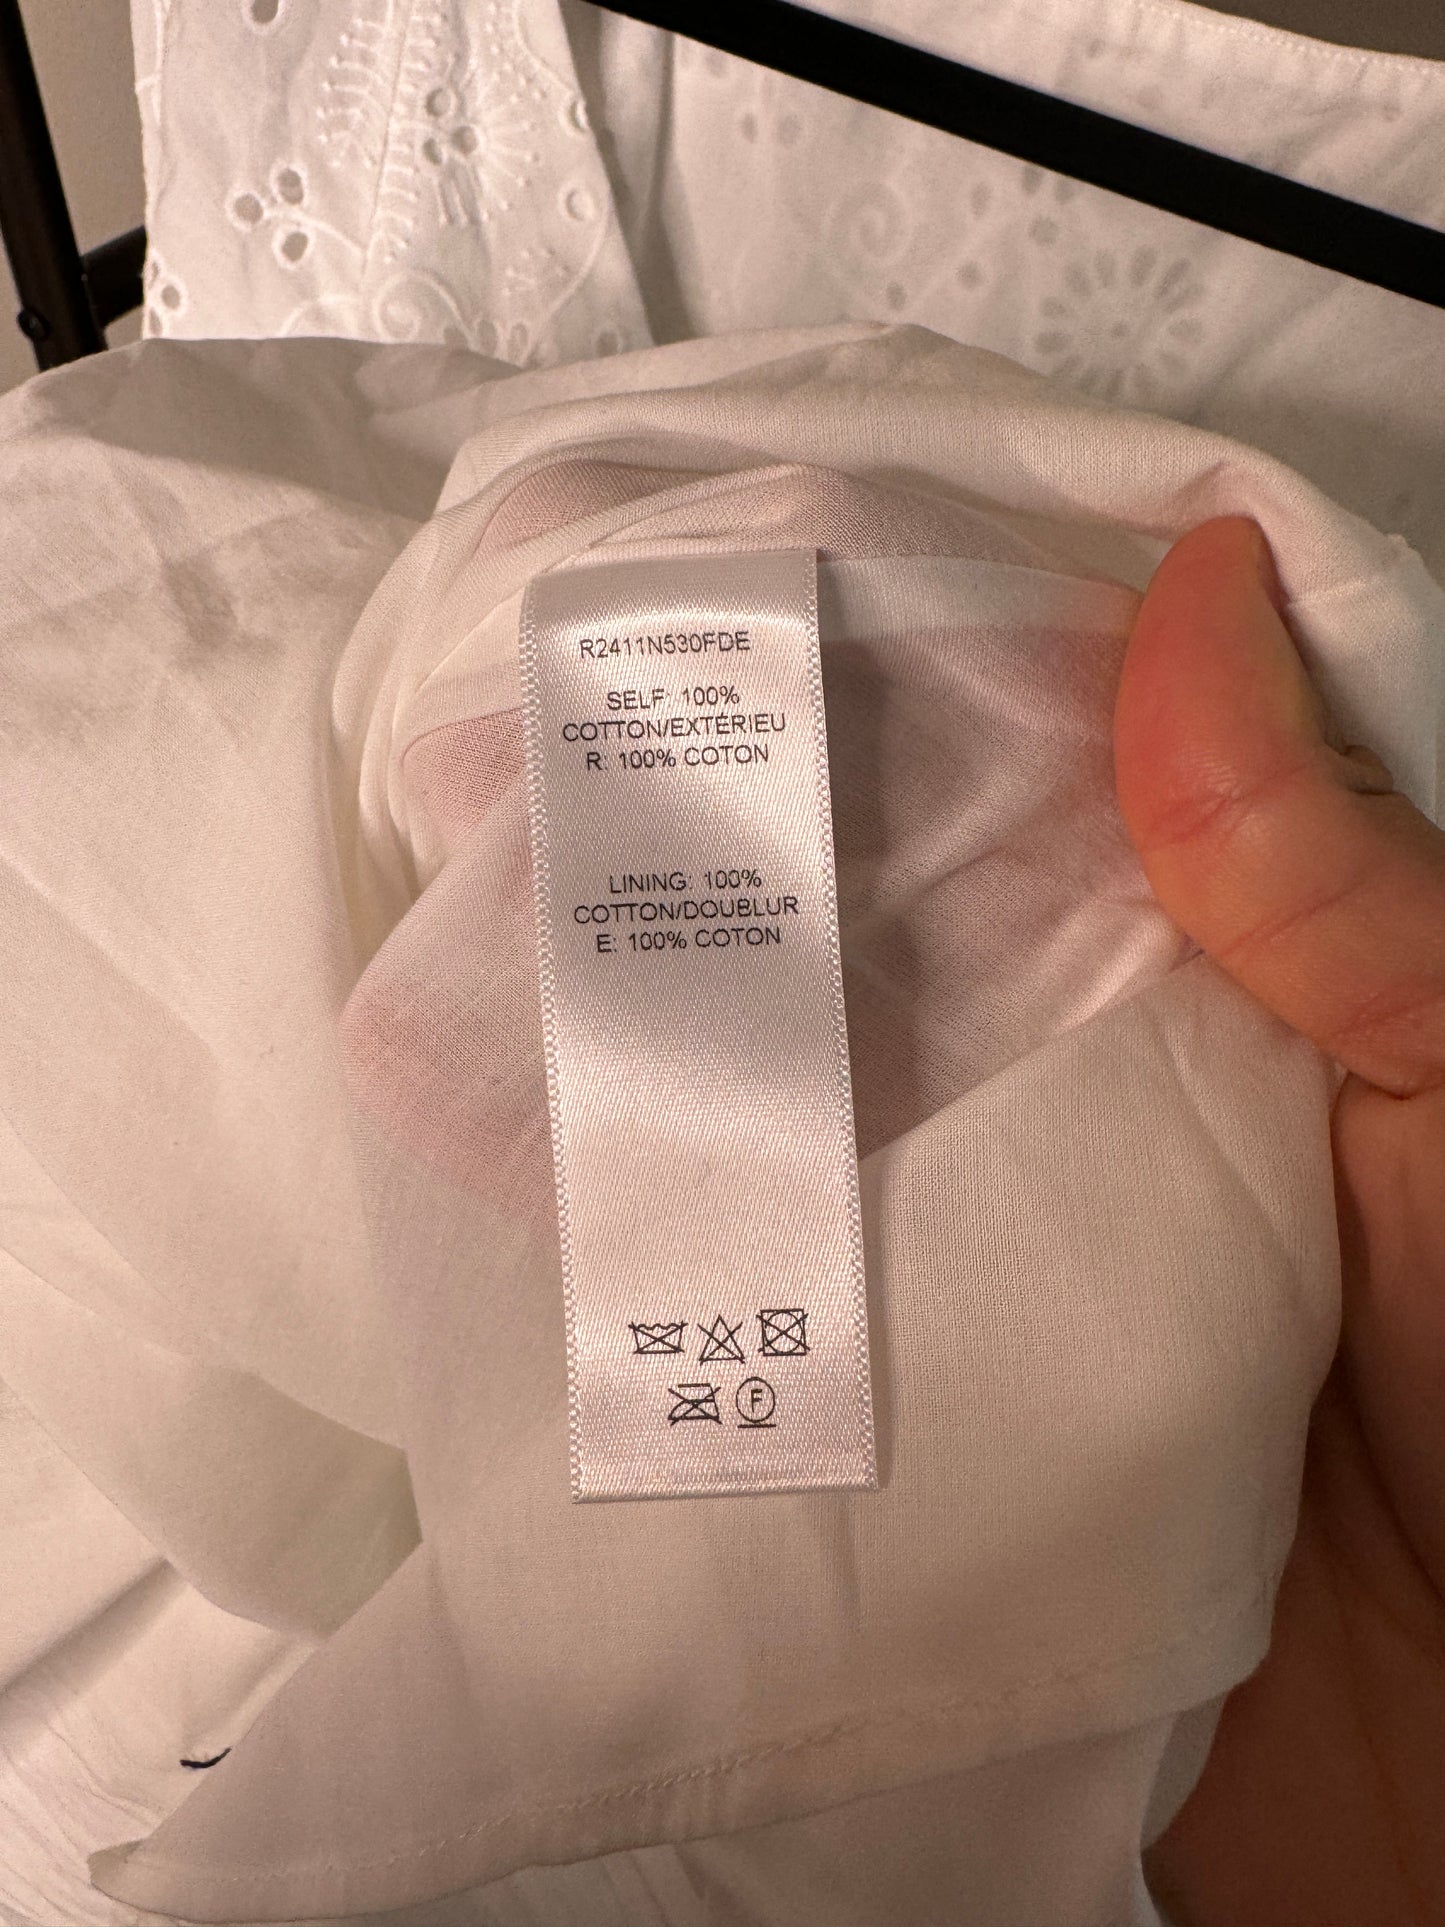 R2411N530FDE
SELF: 100%
COTTON/EXTÉRIEU
R: 100% COTON
LINING: 100%
COTTON/DOUBLUR
E: 100% COTON
F